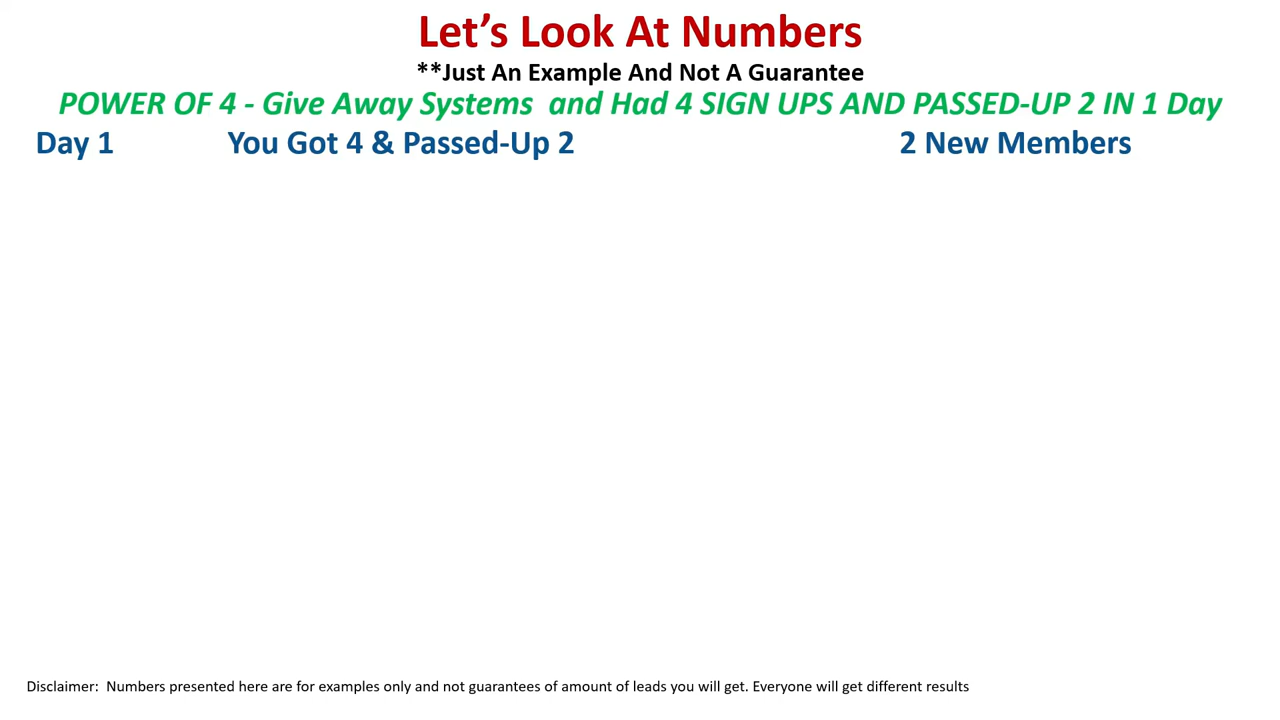 Let’s Look At Numbers
**Just An Example And Not A Guarantee
POWER OF 4 - Give Away Systems  and Had 4 SIGN UPS AND PASSED-UP 2 IN 1 Day
Day 1 You Got 4 & Passed-Up 2 2 New Members
Disclaimer:  Numbers presented here are for examples only and not guarantees of amount of leads you will get. Everyone will get different results